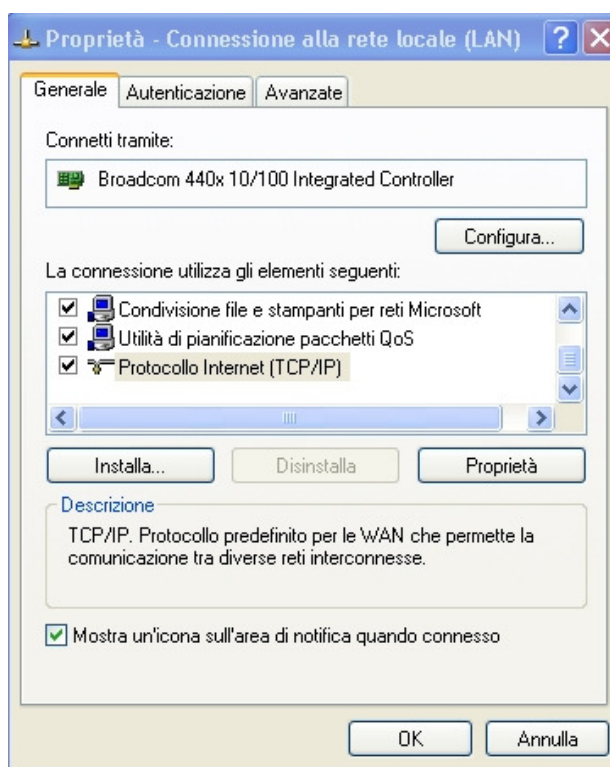 Proprietà - Connessione alla rete locale (LAN)
Generale Autenticazione Avanzate
Connetti tramite:
Broadcom 440x 10/100 Integrated Controller
Configura...
La connessione utilizza gli elementi seguenti:
Condivisione file e stampanti per reti Microsoft
Utilità di pianificazione pacchetti QoS
Protocollo Internet (TCP/IP)
Installa... Disinstalla Proprietà
Descrizione
TCP/IP. Protocollo predefinito per le WAN che permette la
comunicazione tra diverse reti interconnesse.
Mostra un'icona sull'area di notifica quando connesso
OK Annulla